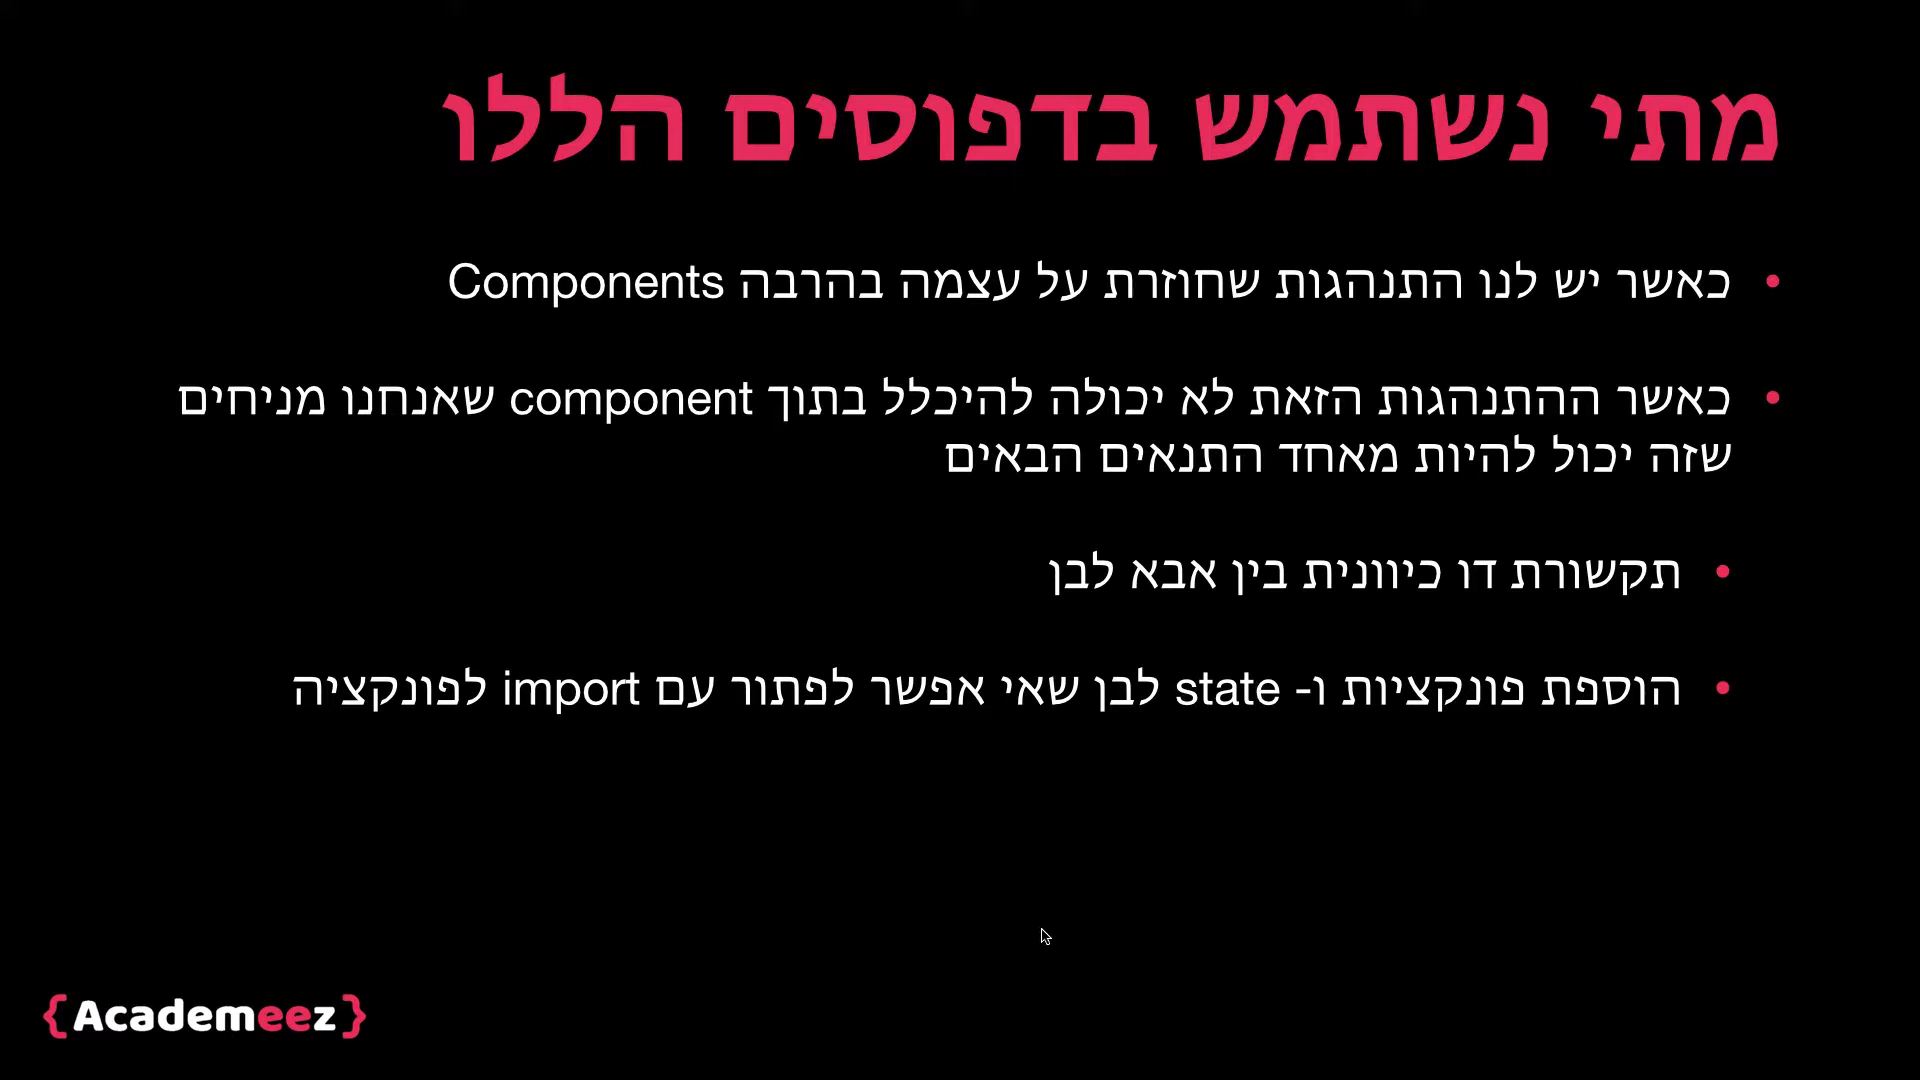 מתי נשתמש בדפוסים הללו
• כאשר יש לנו התנהגות שחוזרת על עצמה בהרבה Components
• כאשר ההתנהגות הזאת לא יכולה להיכלל בתוך component שאנחנו מניחים
שזה יכול להיות מאחד התנאים הבאים
• תקשורת דו כיוונית בין אבא לבן
• הוספת פונקציות ו- state לבן שאי אפשר לפתור עם import לפונקציה
{Academeez}